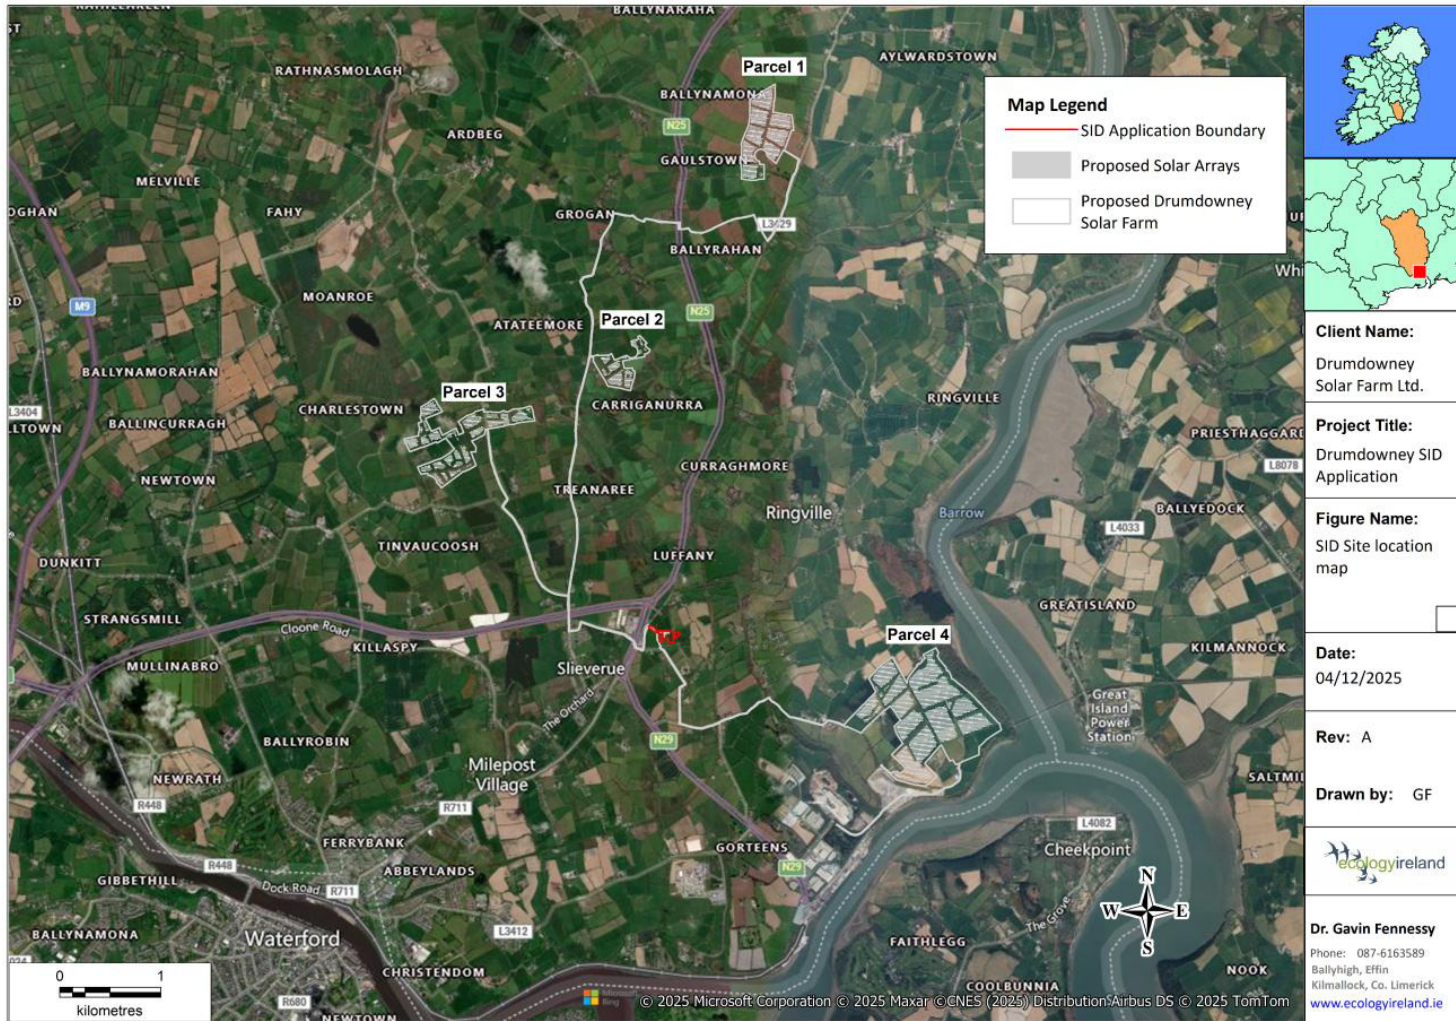 BALLYNARAHA
RATHNASMOLAGH
AYLWARDSTOWN
Parcel 1
BALLYNAMONA
N25
ARDBEG
GAULSTOWN
MELVILLE
FAHY
GROGAN
L3429
BALLYRAHAN
M9
MOANROE
ATATEEMORE
Parcel 2
N25
BALLYNAMORAHAN
Parcel 3
CHARLESTOWN
CARRIGANURRA
RINGVILLE
L3404
BALLINCURRAGH
PRIESTHAGGARD
L8078
CURRAGHMORE
NEWTOWN
TREANAREE
Ringville
Barrow
BALLYEDOCK
L4033
TINVAUCOOSH
LUFFANY
DUNKITT
GREATISLAND
STRANGSMILL
Cloone Road
KILLASPY
Parcel 4
KILMANNOCK
MULLINABRO
Slieverue
The Orchard
Great
Island
Power
Station
BALLYROBIN
N29
Milepost
Village
NEWRATH
R448
R711
L4082
FERRYBANK
GORTEENS
Cheekpoint
R448
ABBEYLANDS
N29
GIBBETHILL
Dock Road
R711
The Grove
BALLYNAMONA
Waterford
L3412
FAITHLEGG
CHRISTENDOM
NOOK
COOLBUNNIA
R680
NEWTOWN
Map Legend
SID Application Boundary
Proposed Solar Arrays
Proposed Drumdowney
Solar Farm
N
W E
S
0 1
kilometres
Microsoft
Bing
© 2025 Microsoft Corporation © 2025 Maxar ©CNES (2025) Distribution Airbus DS © 2025 TomTom
Client Name:
Drumdowney
Solar Farm Ltd.
Project Title:
Drumdowney SID
Application
Figure Name:
SID Site location
map
Date:
04/12/2025
Rev: A
Drawn by: GF
ecologyireland
Dr. Gavin Fennessy
Phone: 087-6163589
Ballyhigh, Effin
Kilmallock, Co. Limerick
www.ecologyireland.ie